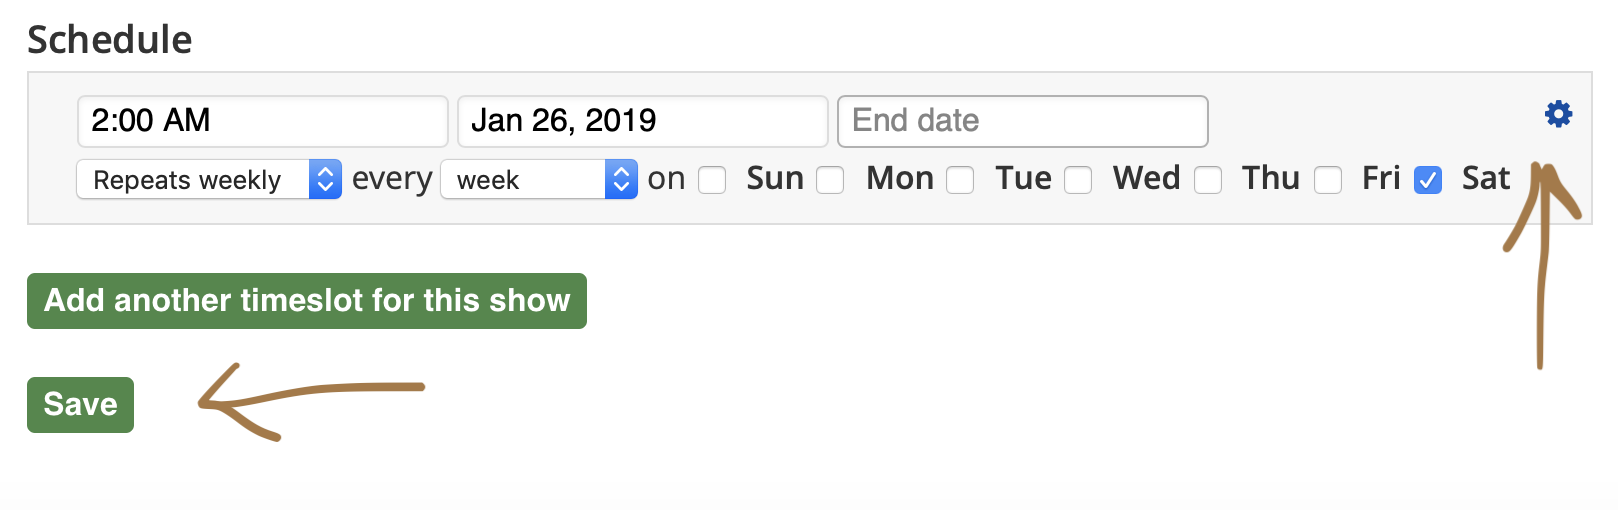 Schedule
2:00 AM Jan 26, 2019 End date
Repeats weekly every week on Sun Mon Tue Wed Thu Fri Sat
Add another timeslot for this show
Save